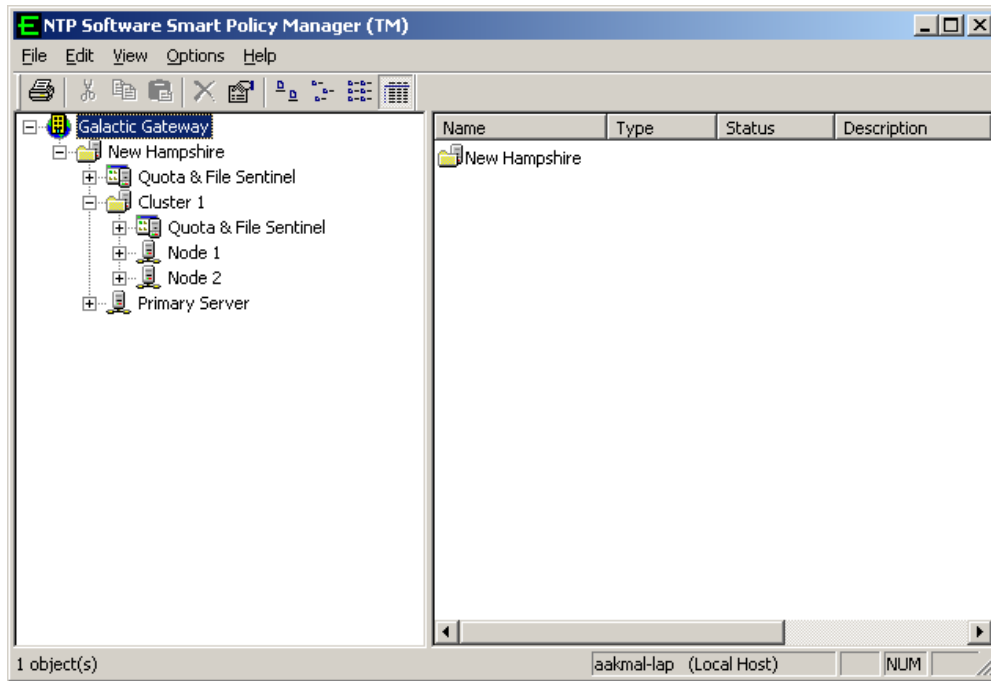 NTP Software Smart Policy Manager (TM)
File Edit View Options Help
Galactic Gateway
New Hampshire
Quota & File Sentinel
Cluster 1
Quota & File Sentinel
Node 1
Node 2
Primary Server
Name Type Status Description
New Hampshire
1 object(s) aakmal-lap (Local Host) NUM